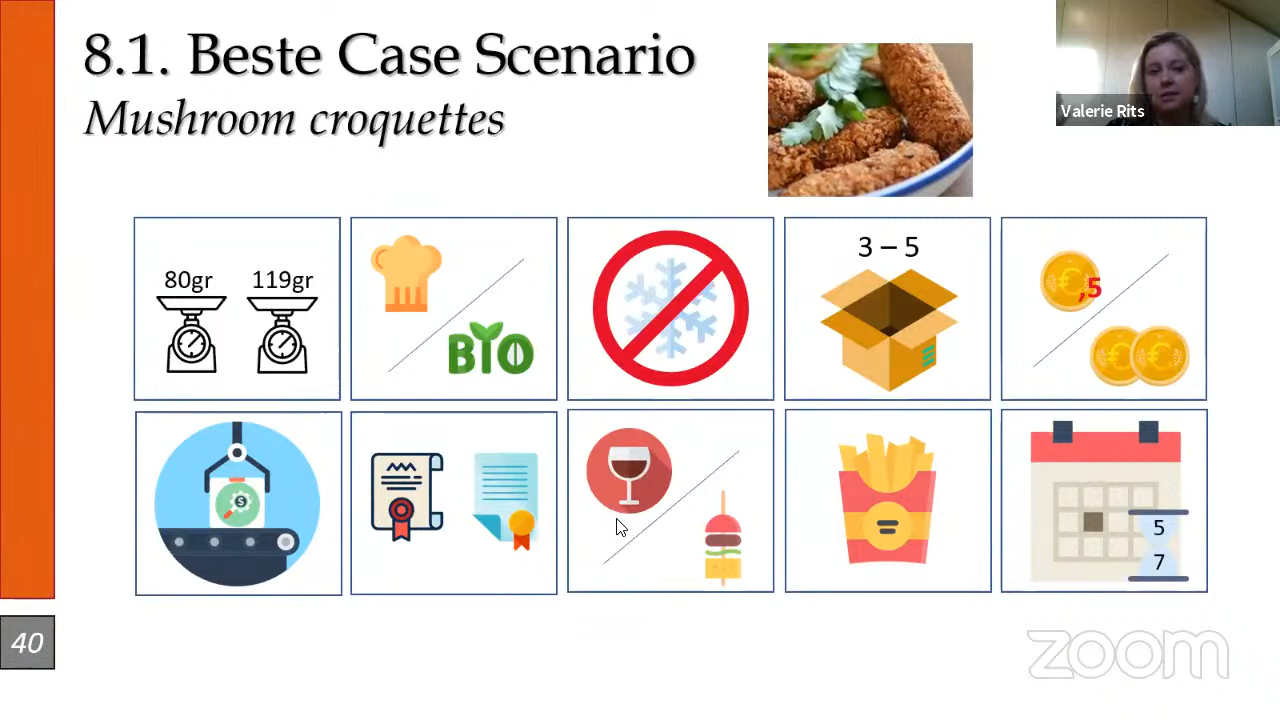 8.1. Beste Case Scenario
Mushroom croquettes
Valerie Rits
80gr 119gr
BIO
3 – 5
€,5
€ €
$
5
7
40
zoom